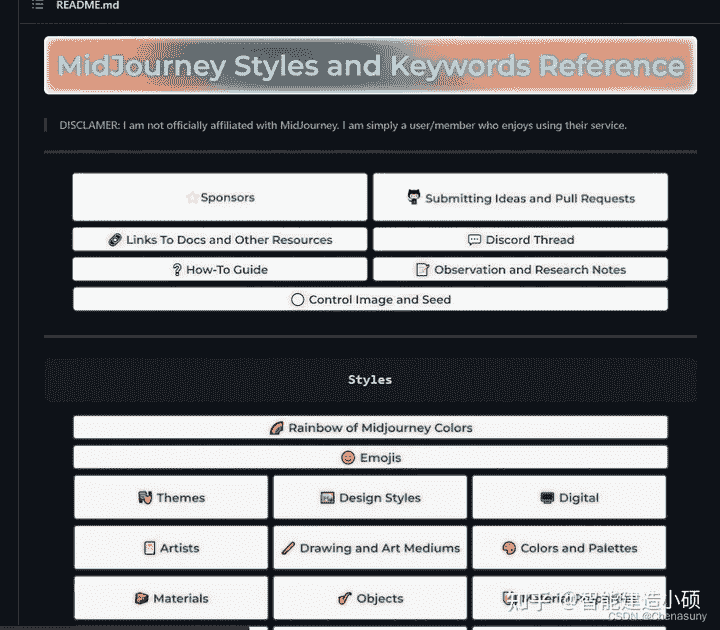 README.md
MidJourney Styles and Keywords Reference
DISCLAMER: I am not officially affiliated with MidJourney. I am simply a user/member who enjoys using their service.
Sponsors
Submitting Ideas and Pull Requests
Links To Docs and Other Resources
Discord Thread
? How-To Guide
Observation and Research Notes
Control Image and Seed
Styles
Rainbow of Midjourney Colors
Emojis
Themes
Design Styles
Digital
Artists
Drawing and Art Mediums
Colors and Palettes
Materials
Objects
Material
知乎 @智能建造小硕
CSDN @Chenasuny